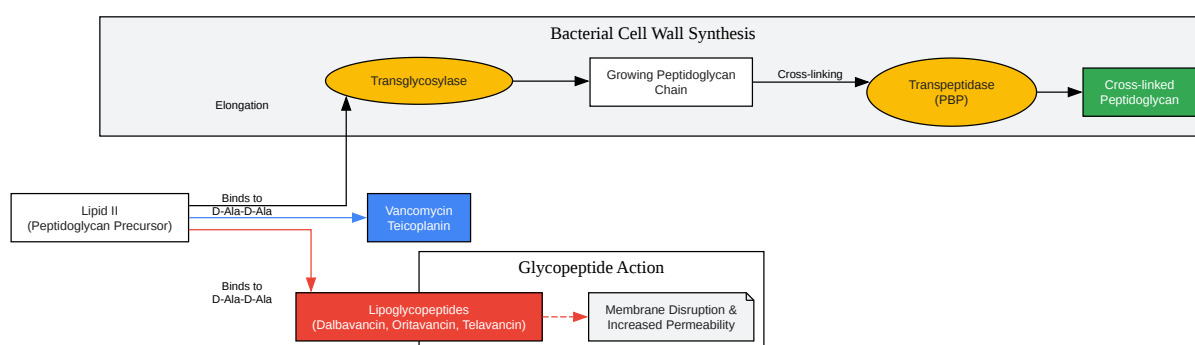 Bacterial Cell Wall Synthesis
Transglycosylase
Growing Peptidoglycan
Chain
Cross-linking
Transpeptidase
(PBP)
Cross-linked
Peptidoglycan
Elongation
Lipid II
(Peptidoglycan Precursor)
Binds to
D-Ala-D-Ala
Vancomycin
Teicoplanin
Glycopeptide Action
Binds to
D-Ala-D-Ala
Lipoglycopeptides
(Dalbavancin, Oritavancin, Telavancin)
Membrane Disruption &
Increased Permeability